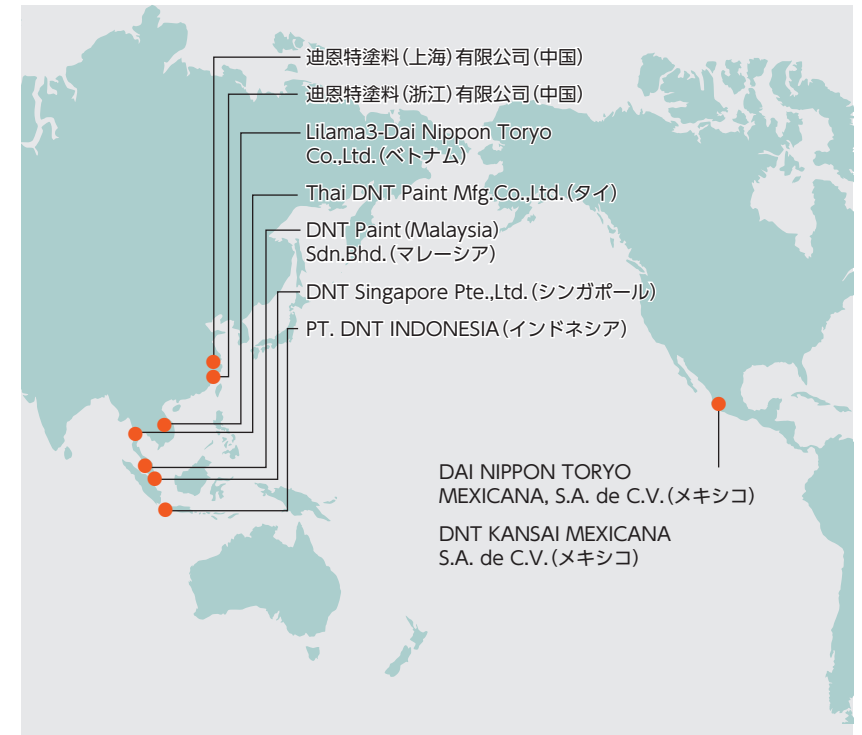 迪恩特塗料(上海)有限公司(中国)
迪恩特塗料(浙江)有限公司(中国)
Lilama3-Dai Nippon Toryo
Co.,Ltd.(ベトナム)
Thai DNT Paint Mfg.Co.,Ltd.(タイ)
DNT Paint(Malaysia)
Sdn.Bhd.(マレーシア)
DNT Singapore Pte.,Ltd.(シンガポール)
PT. DNT INDONESIA(インドネシア)
DAI NIPPON TORYO
MEXICANA, S.A. de C.V.(メキシコ)
DNT KANSAI MEXICANA
S.A. de C.V.(メキシコ)